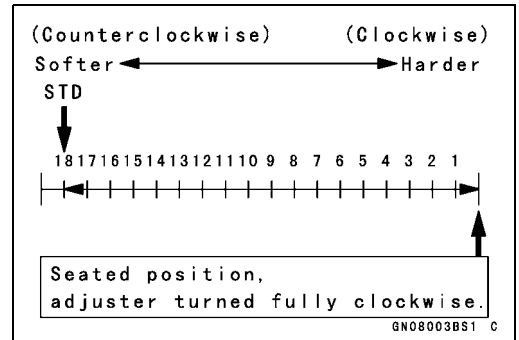 (Counterclockwise) (Clockwise)
Softer Harder
STD
18 17 16 15 14 13 12 11 10 9 8 7 6 5 4 3 2 1
Seated position,
adjuster turned fully clockwise.
GN08003BS1 C